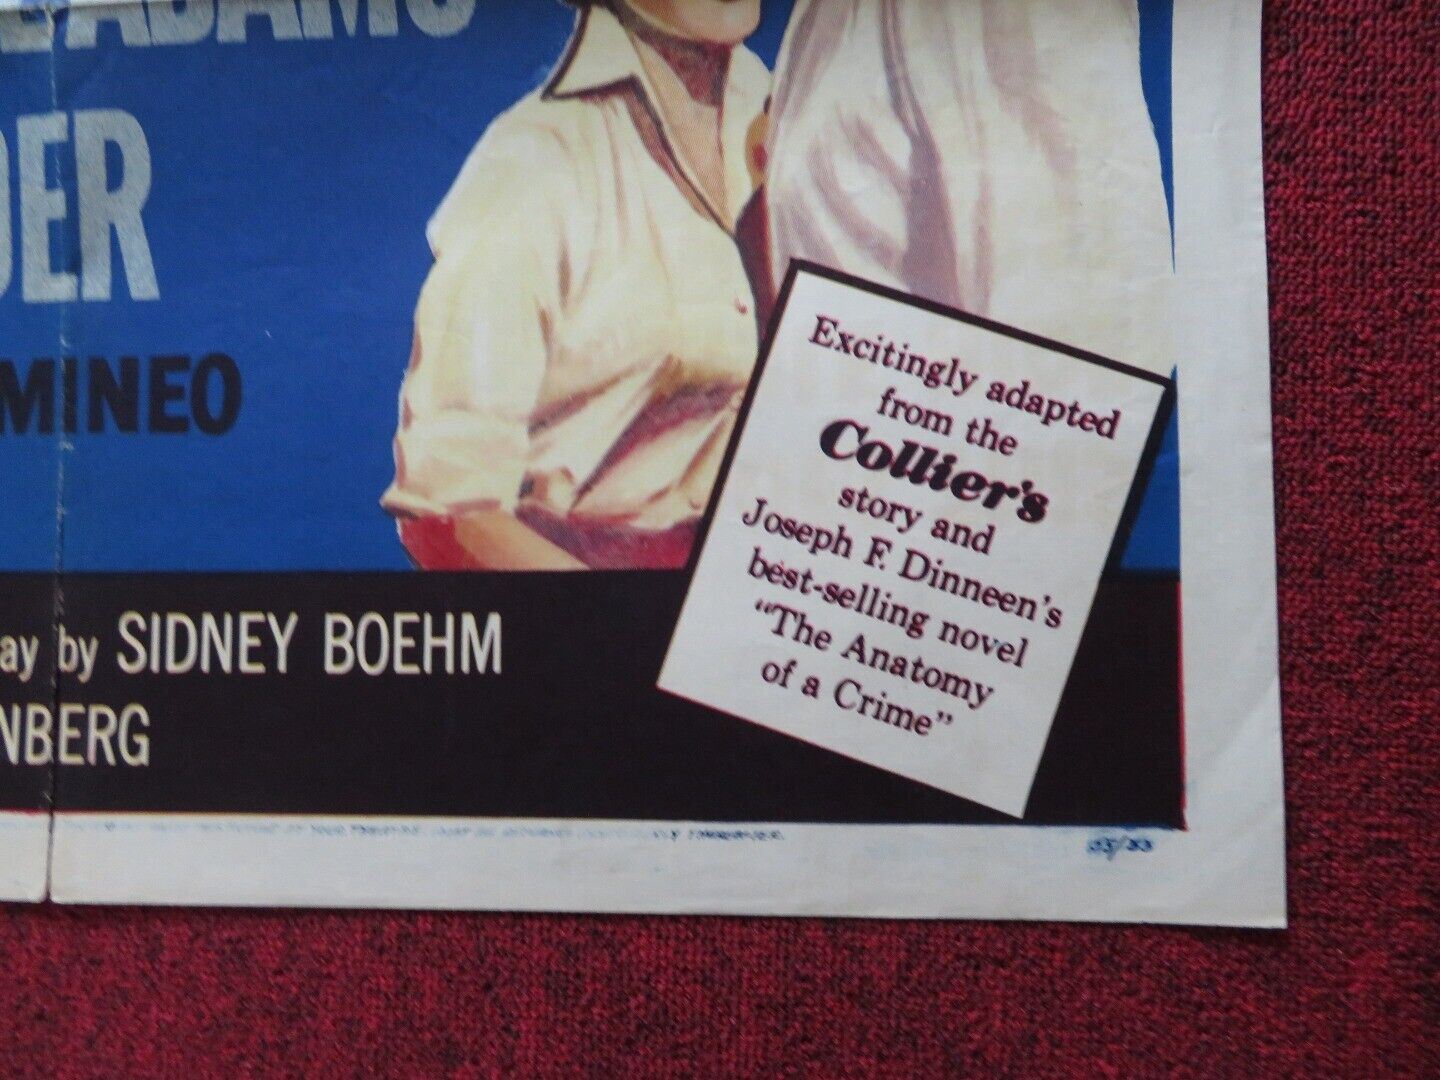 DER
MINEO
Excitingly adapted
from the
Collier's
story and
Joseph F. Dinneen's
best-selling novel
"The Anatomy
of a Crime"
ay by SIDNEY BOEHM
NBERG